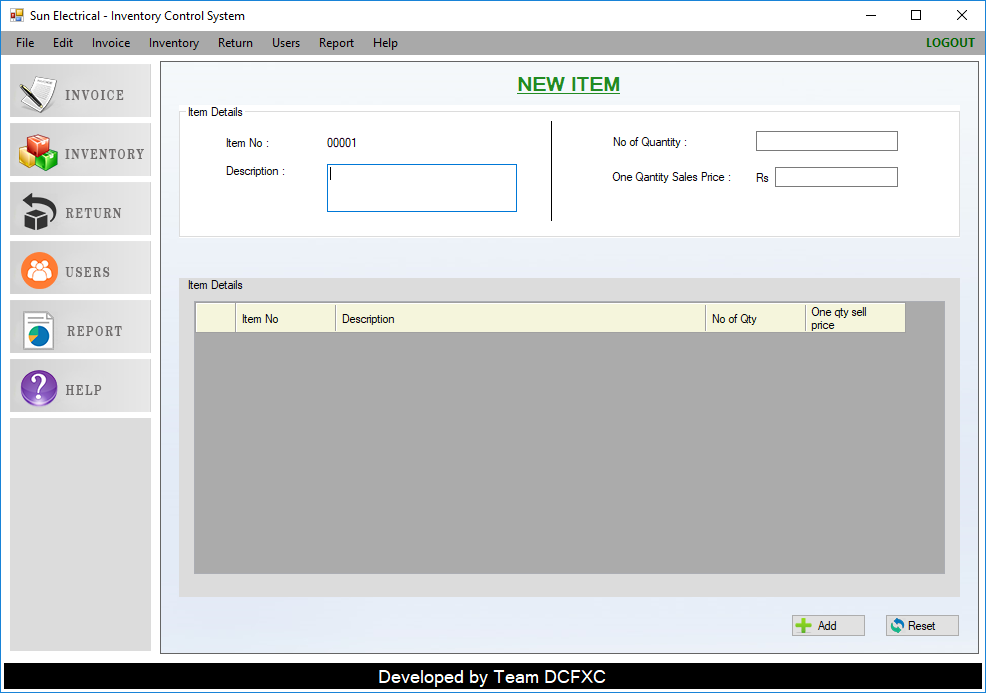 Sun Electrical - Inventory Control System
File Edit Invoice Inventory Return Users Report Help LOGOUT
INVOICE
INVENTORY
RETURN
USERS
REPORT
HELP
NEW ITEM
Item Details
Item No : 00001
Description :
No of Quantity :
One Qantity Sales Price : Rs
Item Details
Item No Description No of Qty One qty sell
price
Add Reset
Developed by Team DCFXC